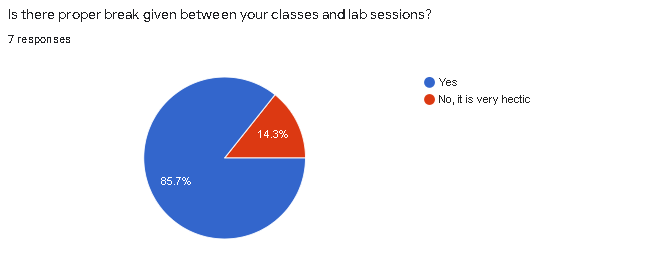 Is there proper break given between your classes and lab sessions?
7 responses
Yes
No, it is very hectic
14.3%
85.7%